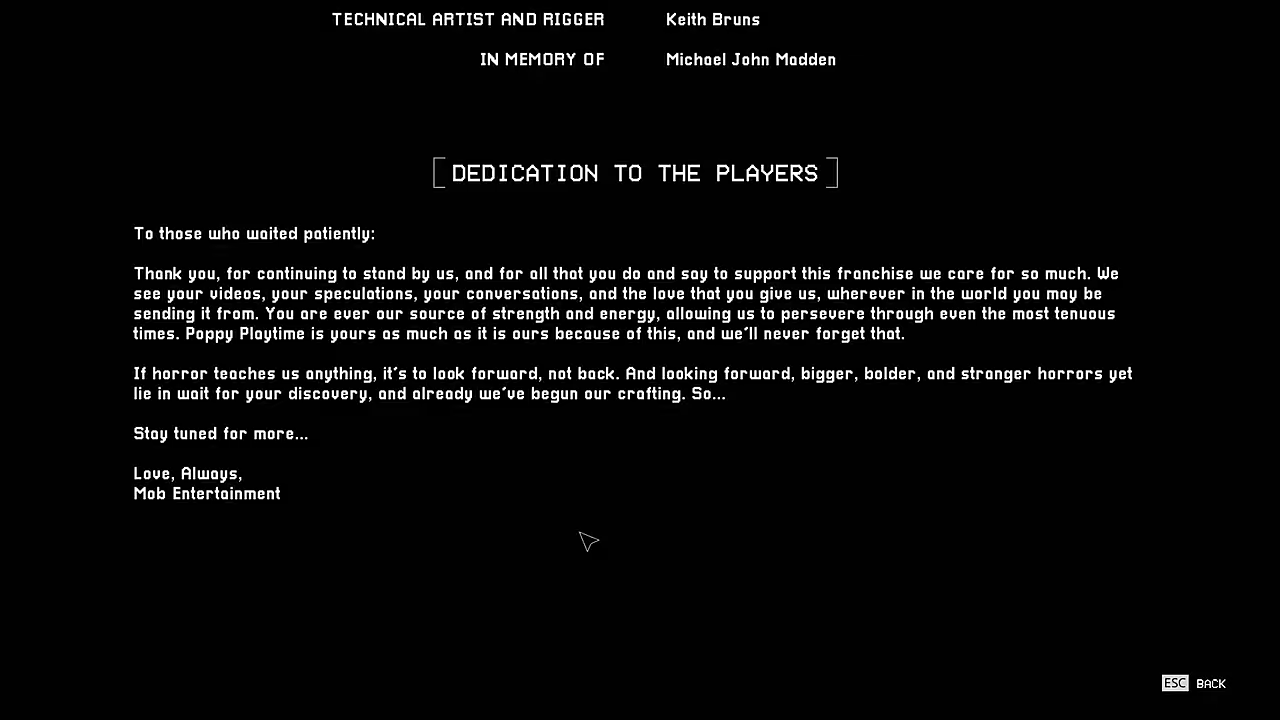 TECHNICAL ARTIST AND RIGGER Keith Bruns
IN MEMORY OF Michael John Madden
DEDICATION TO THE PLAYERS
To those who waited patiently:
Thank you, for continuing to stand by us, and for all that you do and say to support this franchise we care for so much. We
see your videos, your speculations, your conversations, and the love that you give us, wherever in the world you may be
sending it from. You are ever our source of strength and energy, allowing us to persevere through even the most tenuous
times. Poppy Playtime is yours as much as it is ours because of this, and we'll never forget that.
If horror teaches us anything, it's to look forward, not back. And looking forward, bigger, bolder, and stranger horrors yet
lie in wait for your discovery, and already we've begun our crafting. So...
Stay tuned for more...
Love, Always,
Mob Entertainment
ESC BACK